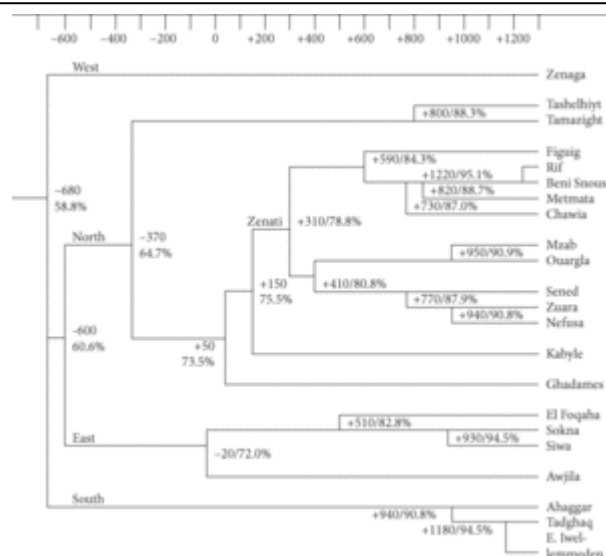 −600 −400 −200 0 +200 +400 +600 +800 +1000 +1200
West
Zenaga
Tashelhiyt
+800/88.3%
Tamazight
Figuig
+590/84.3%
Rif
+1220/95.1%
Beni Snous
+820/88.7%
Metmata
+730/87.0%
Chawia
−680
58.8%
Zenati
+310/78.8%
North
−370
64.7%
Mzab
+950/90.9%
Ouargla
+150
75.5%
+410/80.8%
Sened
+770/87.9%
Zuara
+940/90.8%
Nefusa
−600
60.6%
+50
73.5%
Kabyle
Ghadames
El Foqaha
+510/82.8%
Sokna
+930/94.5%
Siwa
East
−20/72.0%
Awjila
South
Ahaggar
+940/90.8%
Tadghaq
+1180/94.5%
E. Iwel-
lemmeden